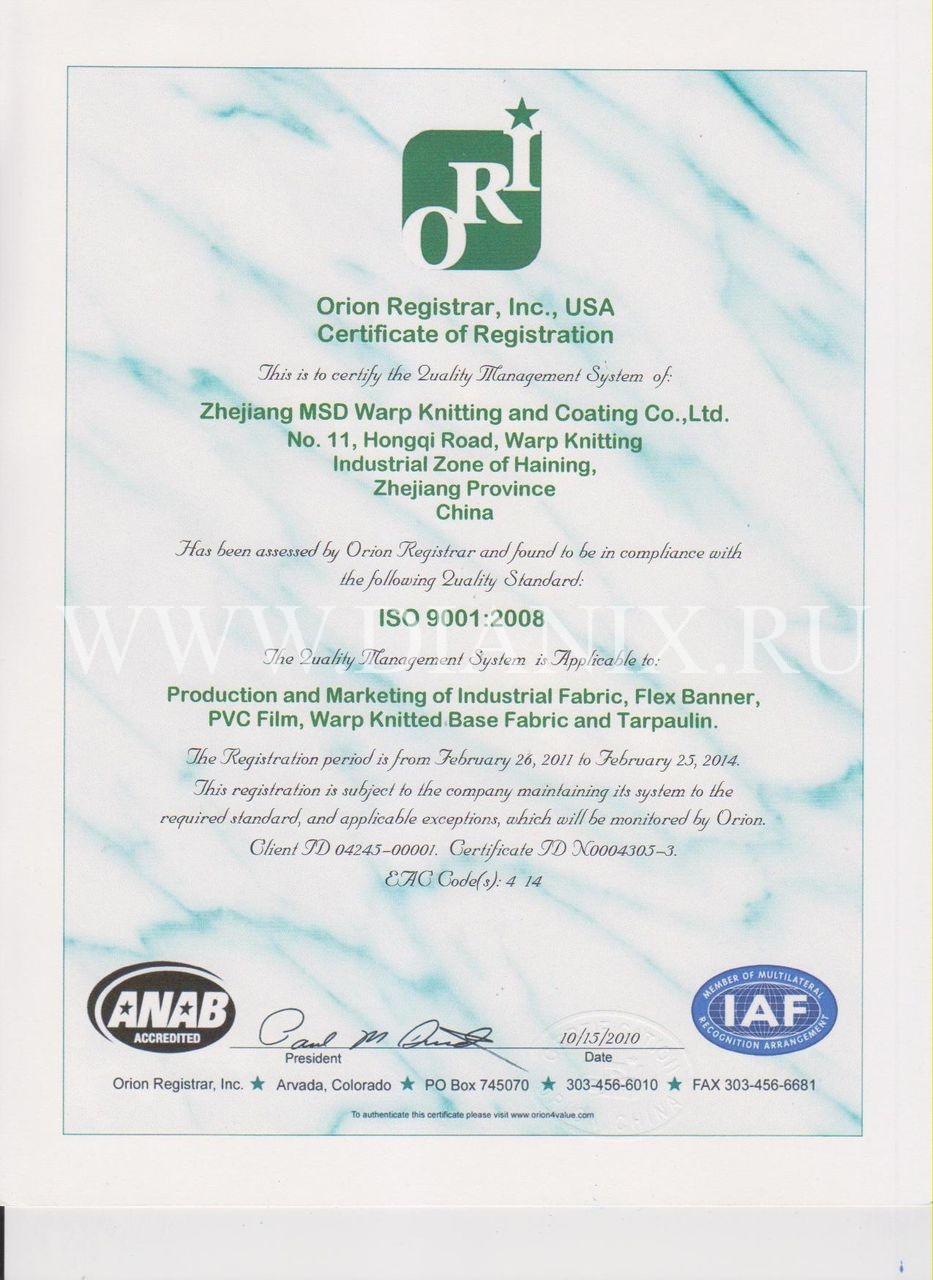 ORI
Orion Registrar, Inc., USA
Certificate of Registration
This is to certify the Quality Management System of:
Zhejiang MSD Warp Knitting and Coating Co.,Ltd.
No. 11, Hongqi Road, Warp Knitting
Industrial Zone of Haining,
Zhejiang Province
China
Has been assessed by Orion Registrar and found to be in compliance with
the following Quality Standard:
ISO 9001:2008
WWW.DIANIX.RU
The Quality Management System is Applicable to:
Production and Marketing of Industrial Fabric, Flex Banner,
PVC Film, Warp Knitted Base Fabric and Tarpaulin.
The Registration period is from February 26, 2011 to February 25, 2014.
This registration is subject to the company maintaining its system to the
required standard, and applicable exceptions, which will be monitored by Orion.
Client ID 04245-00001. Certificate ID N0004305-3.
EAC Code(s): 4 14
ANAB
ACCREDITED
Paul M
10/15/2010
President
Date
MEMBER OF MULTILATERAL
IAF
RECOGNITION ARRANGEMENT
Orion Registrar, Inc. ★ Arvada, Colorado ★ PO Box 745070 ★ 303-456-6010 ★ FAX 303-456-6681
To authenticate this certificate please visit www.orion4value.com
CHINA